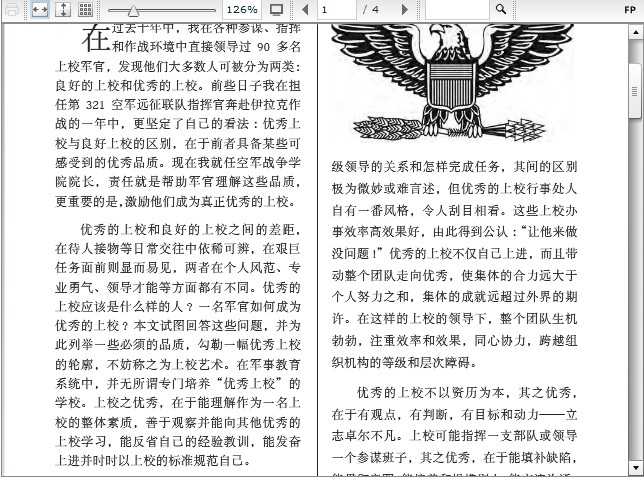 126%
1
/ 4
FP
在过去十年中，我在各种参谋、指挥
和作战环境中直接领导过 90 多名
上校军官，发现他们大多数人可被分为两类：
良好的上校和优秀的上校。前些日子我在担
任第 321 空军远征联队指挥官奔赴伊拉克作
战的一年中，更坚定了自己的看法：优秀上
校与良好上校的区别，在于前者具备某些可
感受到的优秀品质。现在我就任空军战争学
院院长，责任就是帮助军官理解这些品质，
更重要的是，激励他们成为真正优秀的上校。
优秀的上校和良好的上校之间的差距，
在待人接物等日常交往中依稀可辨，在艰巨
任务面前则显而易见，两者在个人风范、专
业勇气、领导才能等方面都有不同。优秀的
上校应该是什么样的人？一名军官如何成为
优秀的上校？本文试图回答这些问题，并为
此列举一些必须的品质，勾勒一幅优秀上校
的轮廓，不妨称之为上校艺术。在军事教育
系统中，并无所谓专门培养“优秀上校”的
学校。上校之优秀，在于能理解作为一名上
校的整体素质，善于观察并能向其他优秀的
上校学习，能反省自己的经验教训，能发奋
上进并时时以上校的标准规范自己。
级领导的关系和怎样完成任务，其间的区别
极为微妙或难言述，但优秀的上校行事处人
自有一番风格，令人刮目相看。这些上校办
事效率高效果好，由此得到公认：“让他来做
没问题！”优秀的上校不仅自己上进，而且带
动整个团队走向优秀，使集体的合力远大于
个人努力之和，集体的成就远超过外界的期
许。在这样的上校的领导下，整个团队生机
勃勃，注重效率和效果，同心协力，跨越组
织机构的等级和层次障碍。
优秀的上校不以资历为本，其之优秀，
在于有观点，有判断，有目标和动力——立
志卓尔不凡。上校可能指挥一支部队或领导
一个参谋班子，其之优秀，在于能填补缺陷，